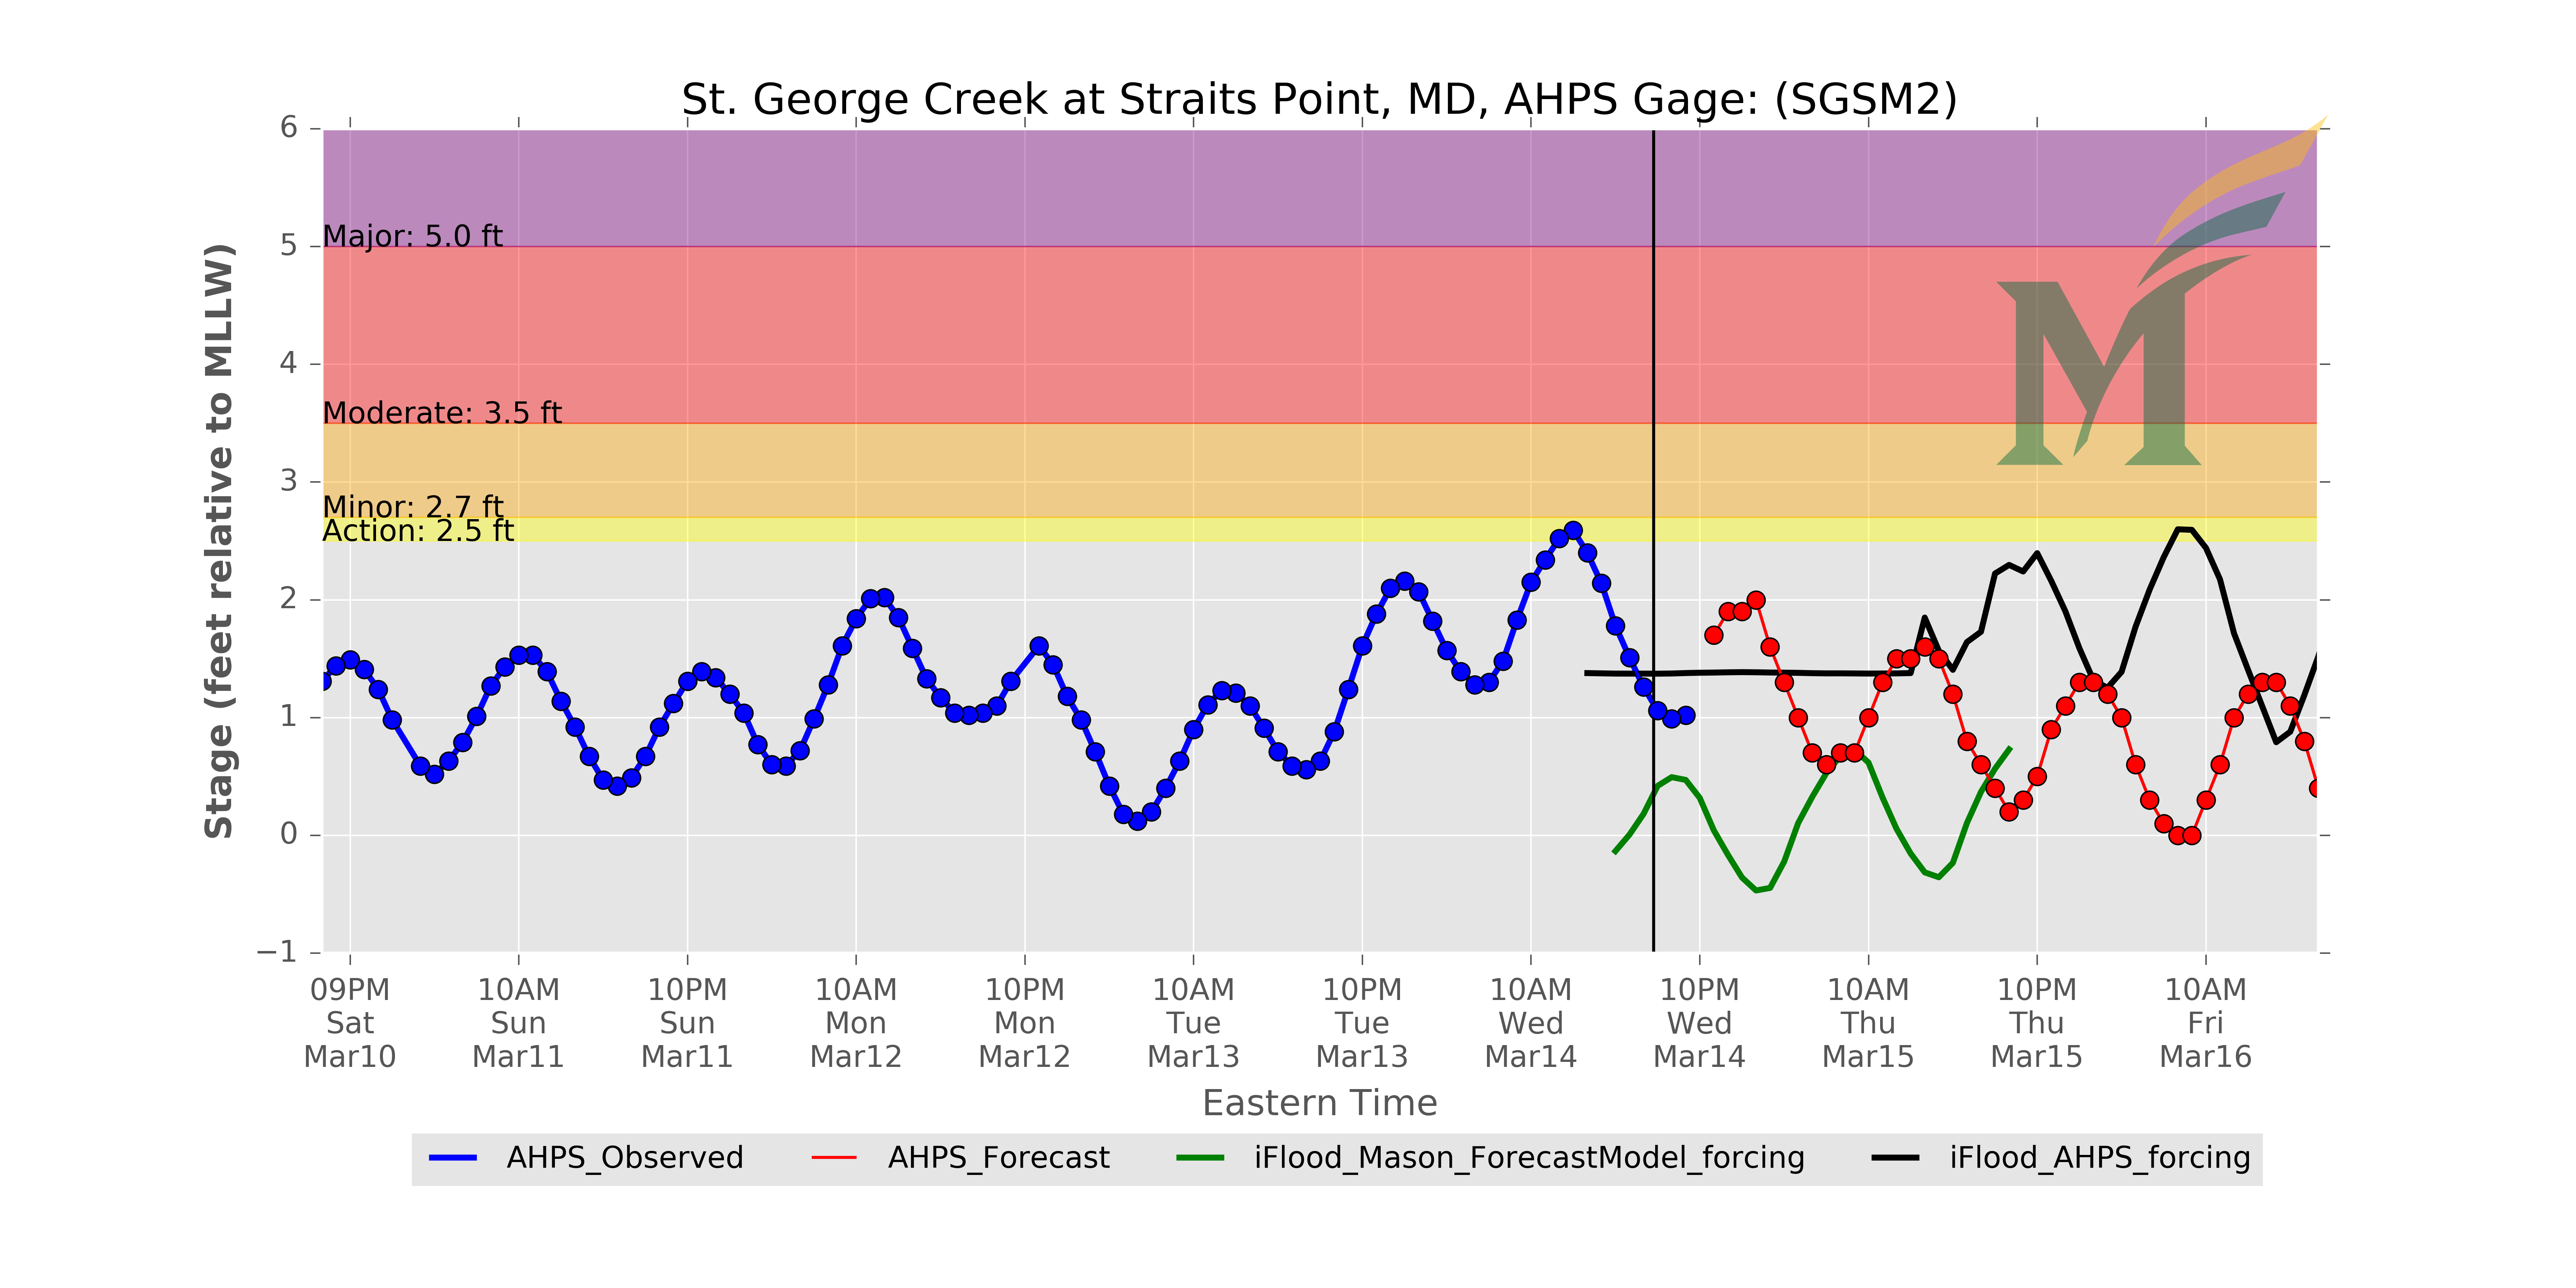 St. George Creek at Straits Point, MD, AHPS Gage: (SGSM2)
Stage (feet relative to MLLW)
6
5
4
3
2
1
0
−1
Major: 5.0 ft
Moderate: 3.5 ft
Minor: 2.7 ft
Action: 2.5 ft
M
09PM 10AM 10PM 10AM 10PM 10AM 10PM 10AM 10PM 10AM 10PM 10AM
Sat Sun Sun Mon Mon Tue Tue Wed Wed Thu Thu Fri
Mar10 Mar11 Mar11 Mar12 Mar12 Mar13 Mar13 Mar14 Mar14 Mar15 Mar15 Mar16
Eastern Time
AHPS_Observed AHPS_Forecast iFlood_Mason_ForecastModel_forcing iFlood_AHPS_forcing